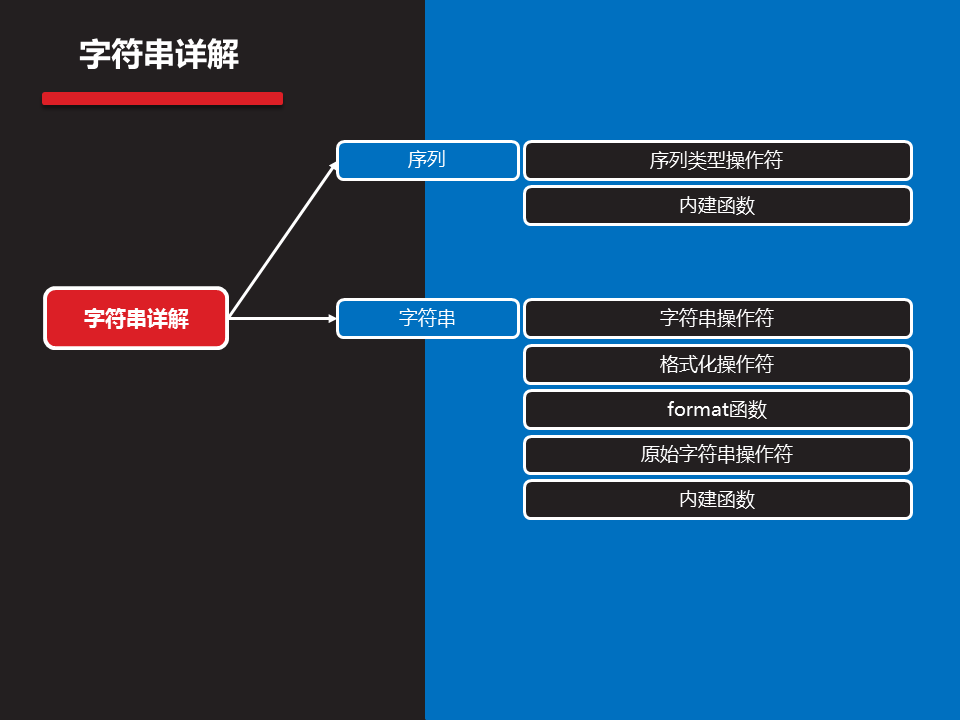 字符串详解
序列
序列类型操作符
内建函数
字符串详解
字符串
字符串操作符
格式化操作符
format函数
原始字符串操作符
内建函数